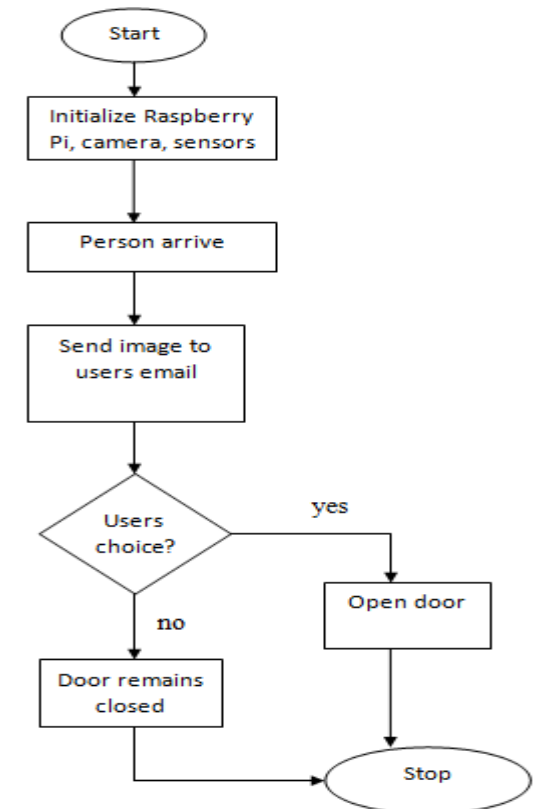 Start
Initialize Raspberry
Pi, camera, sensors
Person arrive
Send image to
users email
Users
choice?
yes
no
Open door
Door remains
closed
Stop